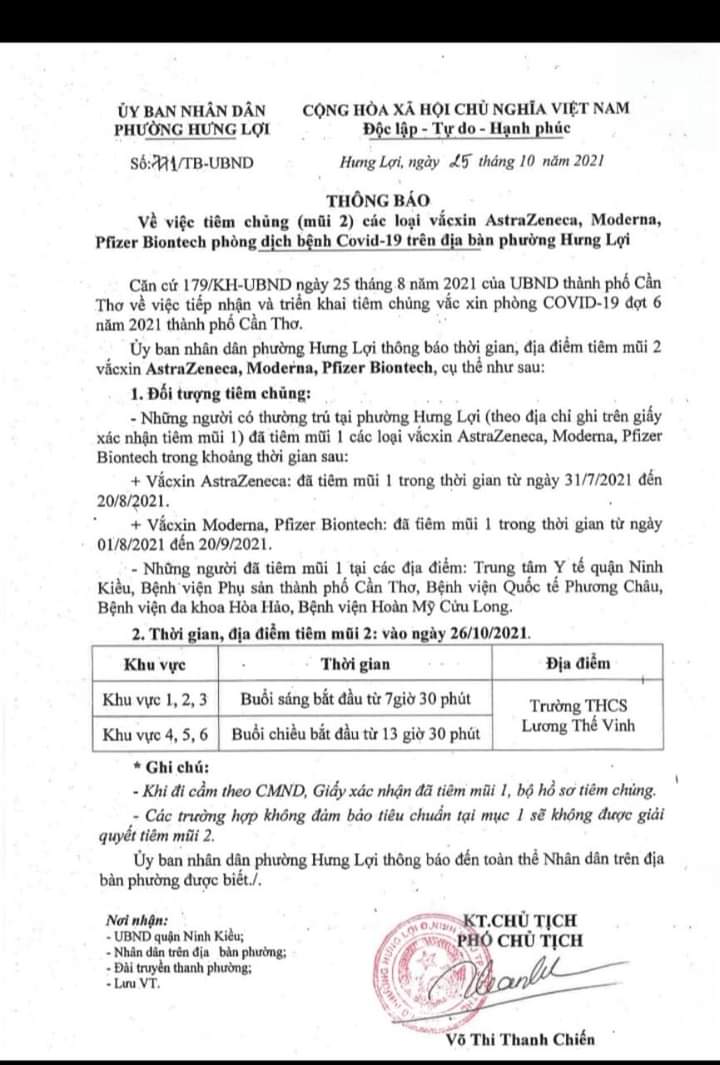 ỦY BAN NHÂN DÂN
PHƯỜNG HƯNG LỢI
CỘNG HÒA XÃ HỘI CHỦ NGHĨA VIỆT NAM
Độc lập - Tự do - Hạnh phúc
Số:771/TB-UBND
Hưng Lợi, ngày 25 tháng 10 năm 2021
THÔNG BÁO
Về việc tiêm chủng (mũi 2) các loại vắcxin AstraZeneca, Moderna,
Pfizer Biontech phòng dịch bệnh Covid-19 trên địa bàn phường Hưng Lợi
Căn cứ 179/KH-UBND ngày 25 tháng 8 năm 2021 của UBND thành phố Cần
Thơ về việc tiếp nhận và triển khai tiêm chủng vắc xin phòng COVID-19 đợt 6
năm 2021 thành phố Cần Thơ.
Ủy ban nhân dân phường Hưng Lợi thông báo thời gian, địa điểm tiêm mũi 2
vắcxin AstraZeneca, Moderna, Pfizer Biontech, cụ thể như sau:
1. Đối tượng tiêm chủng:
- Những người có thường trú tại phường Hưng Lợi (theo địa chỉ ghi trên giấy
xác nhận tiêm mũi 1) đã tiêm mũi 1 các loại vắcxin AstraZeneca, Moderna, Pfizer
Biontech trong khoảng thời gian sau:
+ Vắcxin AstraZeneca: đã tiêm mũi 1 trong thời gian từ ngày 31/7/2021 đến
20/8/2021.
+ Vắcxin Moderna, Pfizer Biontech: đã tiêm mũi 1 trong thời gian từ ngày
01/8/2021 đến 20/9/2021.
- Những người đã tiêm mũi 1 tại các địa điểm: Trung tâm Y tế quận Ninh
Kiều, Bệnh viện Phụ sản thành phố Cần Thơ, Bệnh viện Quốc tế Phương Châu,
Bệnh viện đa khoa Hòa Hảo, Bệnh viện Hoàn Mỹ Cửu Long.
2. Thời gian, địa điểm tiêm mũi 2: vào ngày 26/10/2021.
Khu vực Thời gian Địa điểm
Khu vực 1, 2, 3 Buổi sáng bắt đầu từ 7giờ 30 phút
Trường THCS
Lương Thế Vinh
Khu vực 4, 5, 6 Buổi chiều bắt đầu từ 13 giờ 30 phút
* Ghi chú:
- Khi đi cầm theo CMND, Giấy xác nhận đã tiêm mũi 1, bộ hồ sơ tiêm chủng.
- Các trường hợp không đảm bảo tiêu chuẩn tại mục 1 sẽ không được giải
quyết tiêm mũi 2.
Ủy ban nhân dân phường Hưng Lợi thông báo đến toàn thể Nhân dân trên địa
bàn phường được biết./.
Nơi nhận:
- UBND quận Ninh Kiều;
- Nhân dân trên địa bàn phường;
- Đài truyền thanh phường;
- Lưu VT.
KT.CHỦ TỊCH
PHÓ CHỦ TỊCH
Võ Thi Thanh Chiến